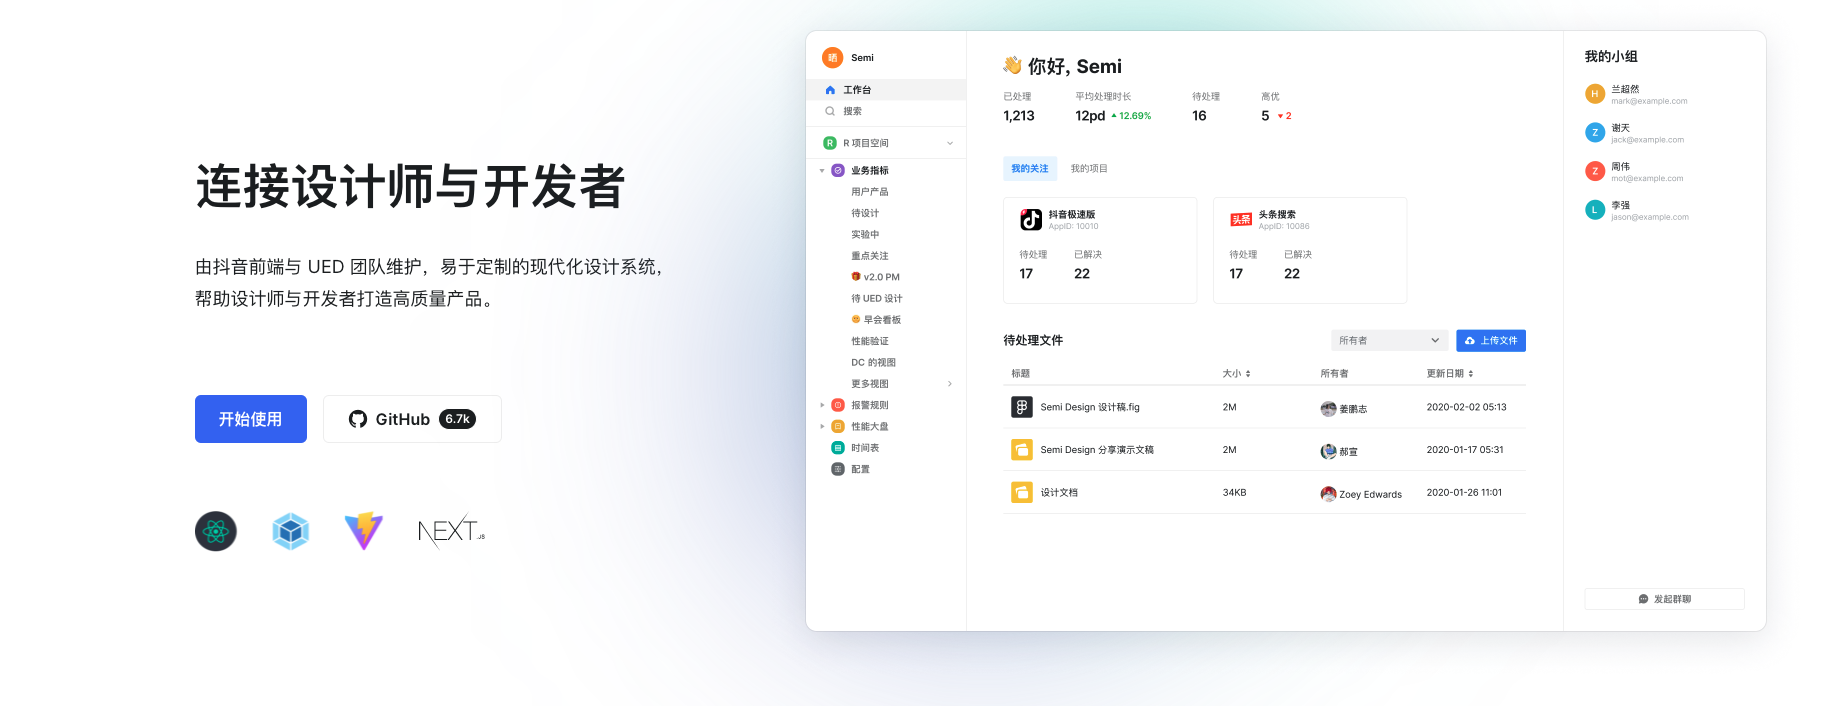 连接设计师与开发者
由抖音前端与 UED 团队维护，易于定制的现代化设计系统，
帮助设计师与开发者打造高质量产品。
开始使用
GitHub 6.7k
NEXT.JS
晒 Semi
工作台
搜索
R R 项目空间
业务指标
用户产品
待设计
实验中
重点关注
v2.0 PM
待 UED 设计
早会看板
性能验证
DC 的视图
更多视图
报警规则
性能大盘
时间表
配置
👋 你好, Semi
已处理 平均处理时长 待处理 高优
1,213 12pd 12.69% 16 5 2
我的关注 我的项目
抖音极速版
AppID: 10010
待处理 已解决
17 22
头条 头条搜索
AppID: 10086
待处理 已解决
17 22
待处理文件 所有者 上传文件
标题 大小 所有者 更新日期
Semi Design 设计稿.fig 2M 姜鹏志 2020-02-02 05:13
Semi Design 分享演示文稿 2M 郝宣 2020-01-17 05:31
设计文档 34KB Zoey Edwards 2020-01-26 11:01
我的小组
H 兰超然
mark@example.com
Z 谢天
jack@example.com
Z 周伟
mot@example.com
L 李强
jason@example.com
发起群聊